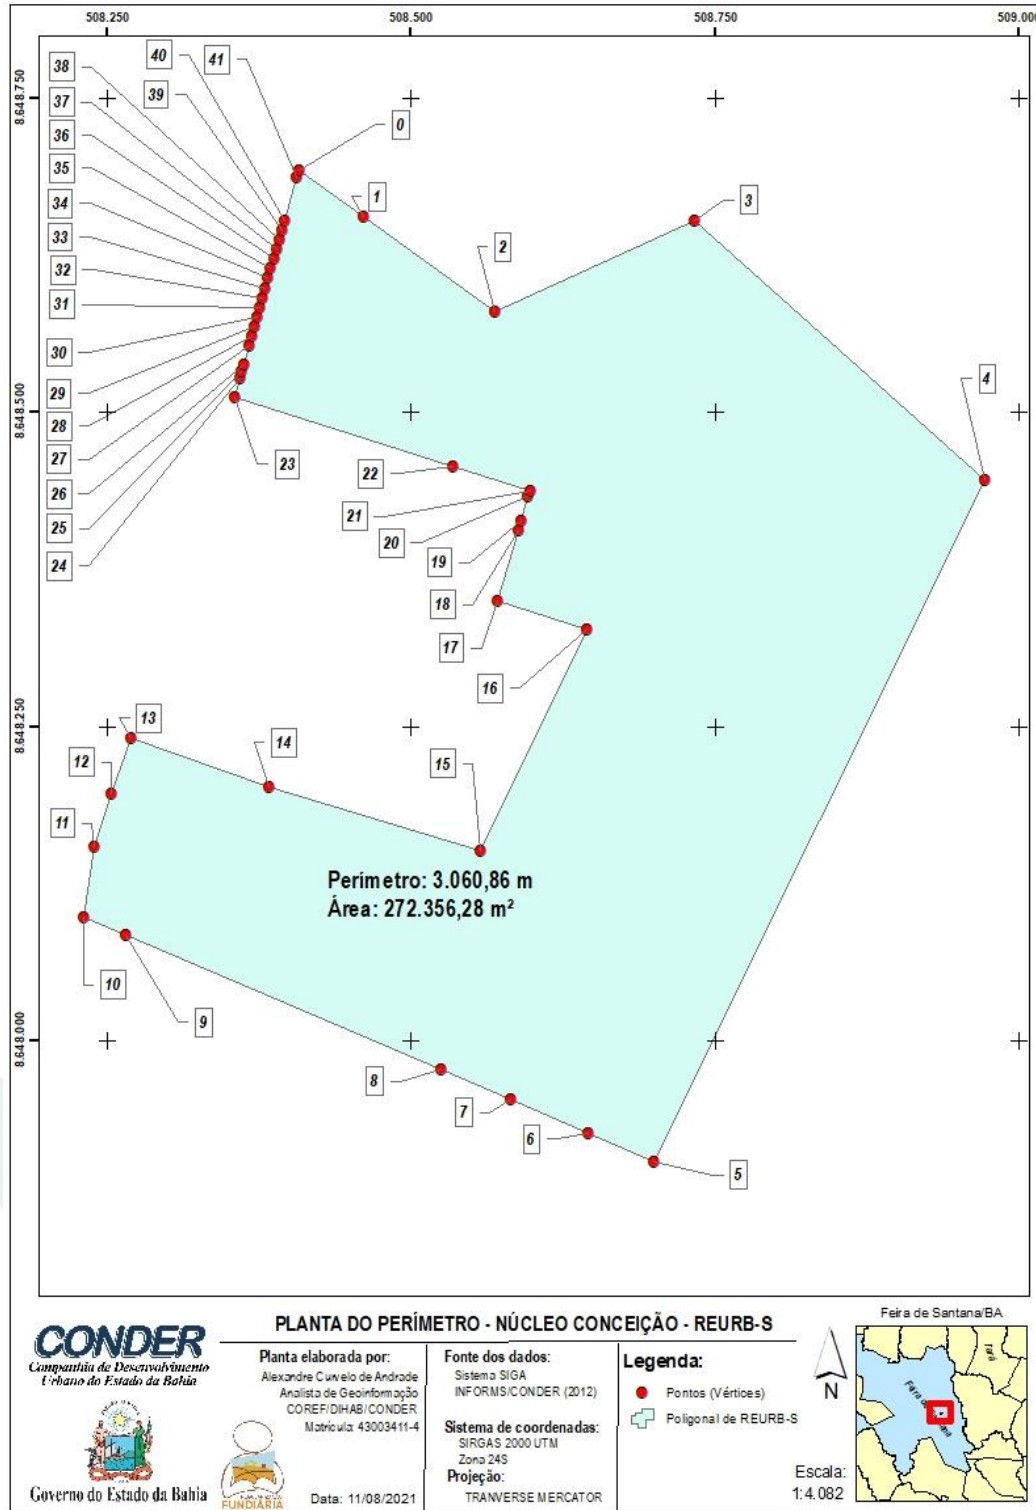 508.250
508.500
508.750
509.000
8.648.750
8.648.500
8.648.250
8.648.000
41
40
38
39
37
36
35
34
33
32
31
30
29
28
27
26
25
24
0
1
2
3
4
23
22
21
20
19
18
17
16
13
14
12
15
11
10
9
8
7
6
5
Perímetro: 3.060,86 m
Área: 272.356,28 m²
PLANTA DO PERÍMETRO - NÚCLEO CONCEIÇÃO - REURB-S
CONDER
Companhia de Desenvolvimento
Urbano do Estado da Bahia
Governo do Estado da Bahia
FUNDIÁRIA
Planta elaborada por:
Alexandre Cuvvelo de Andrade
Analista de Geoinformação
COREF/DIHAB/CONDER
Matrícula: 43003411-4
Data: 11/08/2021
Fonte dos dados:
Sistema SIGA
INFORMS/CONDER (2012)
Sistema de coordenadas:
SIRGAS 2000 UTM
Zona 24S
Projeção:
TRANVERSE MERCATOR
Legenda:
Pontos (Vértices)
Poligonal de REURB-S
N
Escala:
1:4.082
Feira de Santana/BA